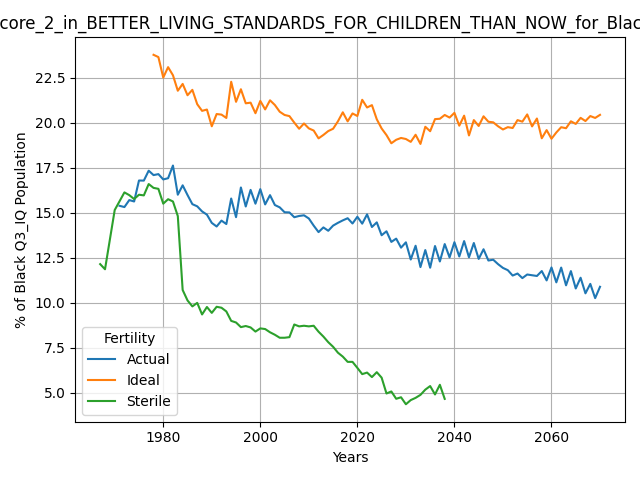 core_2_in_BETTER_LIVING_STANDARDS_FOR_CHILDREN_THAN_NOW_for_Blac
% of Black Q3_IQ Population
22.5
20.0
17.5
15.0
12.5
10.0
7.5
5.0
Fertility
Actual
Ideal
Sterile
1980
2000
2020
2040
2060
Years